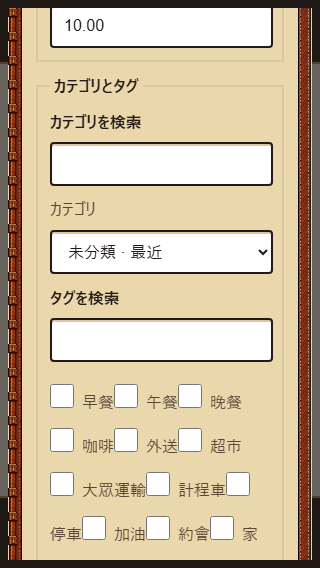 10.00
カテゴリとタグ
カテゴリを検索
カテゴリ
未分類 · 最近
タグを検索
早餐 午餐 晚餐
咖啡 外送 超市
大眾運輸 計程車
停車 加油 約會 家